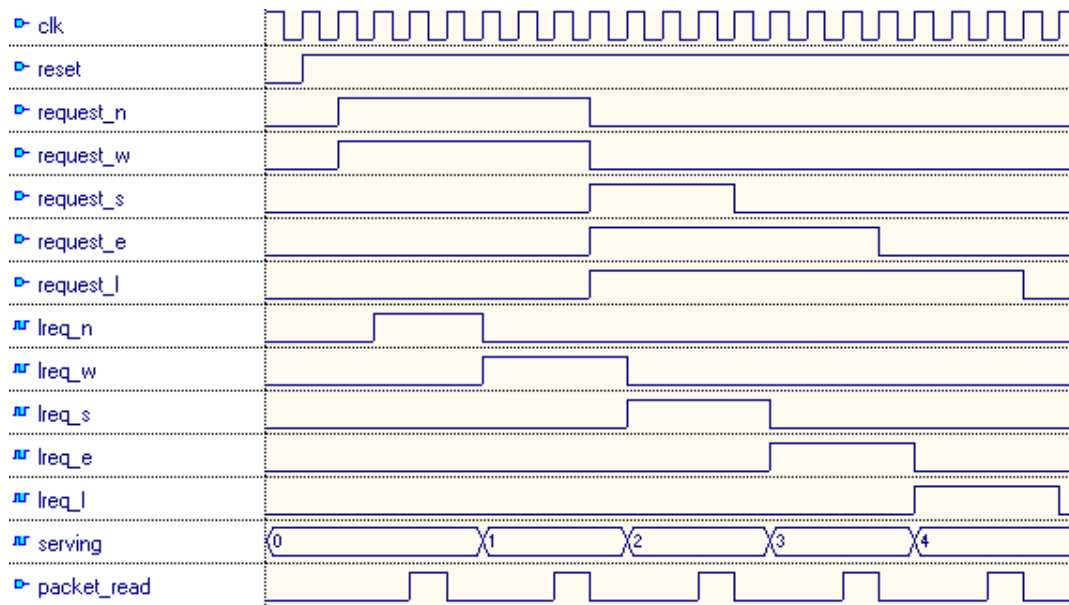 clk
reset
request_n
request_w
request_s
request_e
request_l
lreq_n
lreq_w
lreq_s
lreq_e
lreq_l
serving 0 1 2 3 4
packet_read